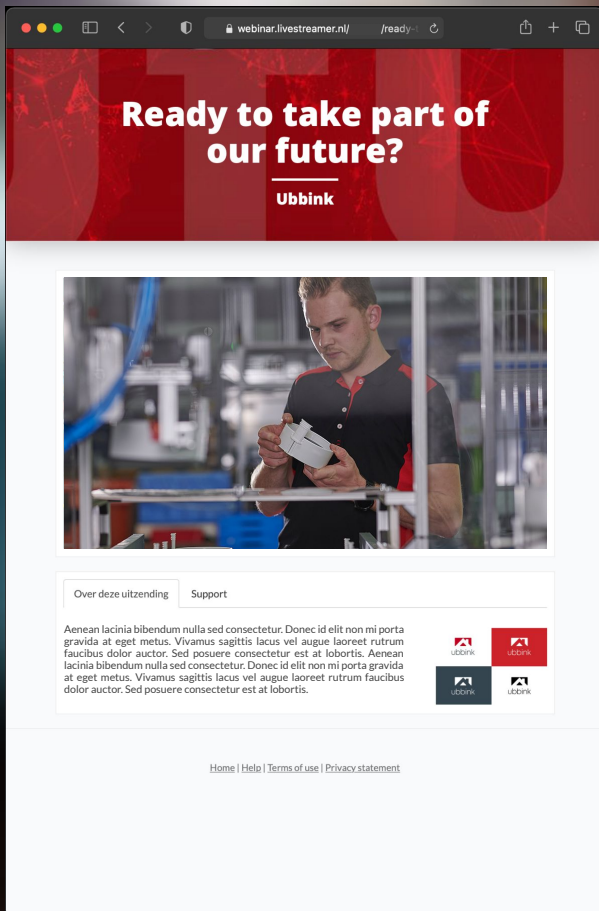 webinar.livestreamer.nl/ /ready-
Ready to take part of
our future?
Ubbink
Over deze uitzending Support
Aenean lacinia bibendum nulla sed consectetur. Donec id elit non mi porta
gravida at eget metus. Vivamus sagittis lacus vel augue laoreet rutrum
faucibus dolor auctor. Sed posuere consectetur est at lobortis. Aenean
lacinia bibendum nulla sed consectetur. Donec id elit non mi porta gravida
at eget metus. Vivamus sagittis lacus vel augue laoreet rutrum faucibus
dolor auctor. Sed posuere consectetur est at lobortis.
ubbink ubbink
ubbink ubbink
Home | Help | Terms of use | Privacy statement